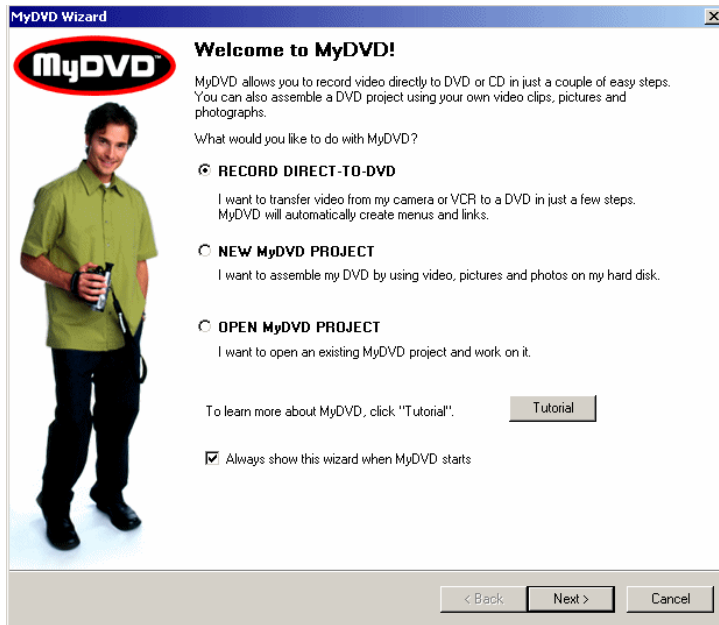 MyDVD Wizard
MyDVD™
Welcome to MyDVD!
MyDVD allows you to record video directly to DVD or CD in just a couple of easy steps.
You can also assemble a DVD project using your own video clips, pictures and
photographs.
What would you like to do with MyDVD?
RECORD DIRECT-TO-DVD
I want to transfer video from my camera or VCR to a DVD in just a few steps.
MyDVD will automatically create menus and links.
NEW MyDVD PROJECT
I want to assemble my DVD by using video, pictures and photos on my hard disk.
OPEN MyDVD PROJECT
I want to open an existing MyDVD project and work on it.
To learn more about MyDVD, click "Tutorial".
Tutorial
Always show this wizard when MyDVD starts
< Back
Next >
Cancel